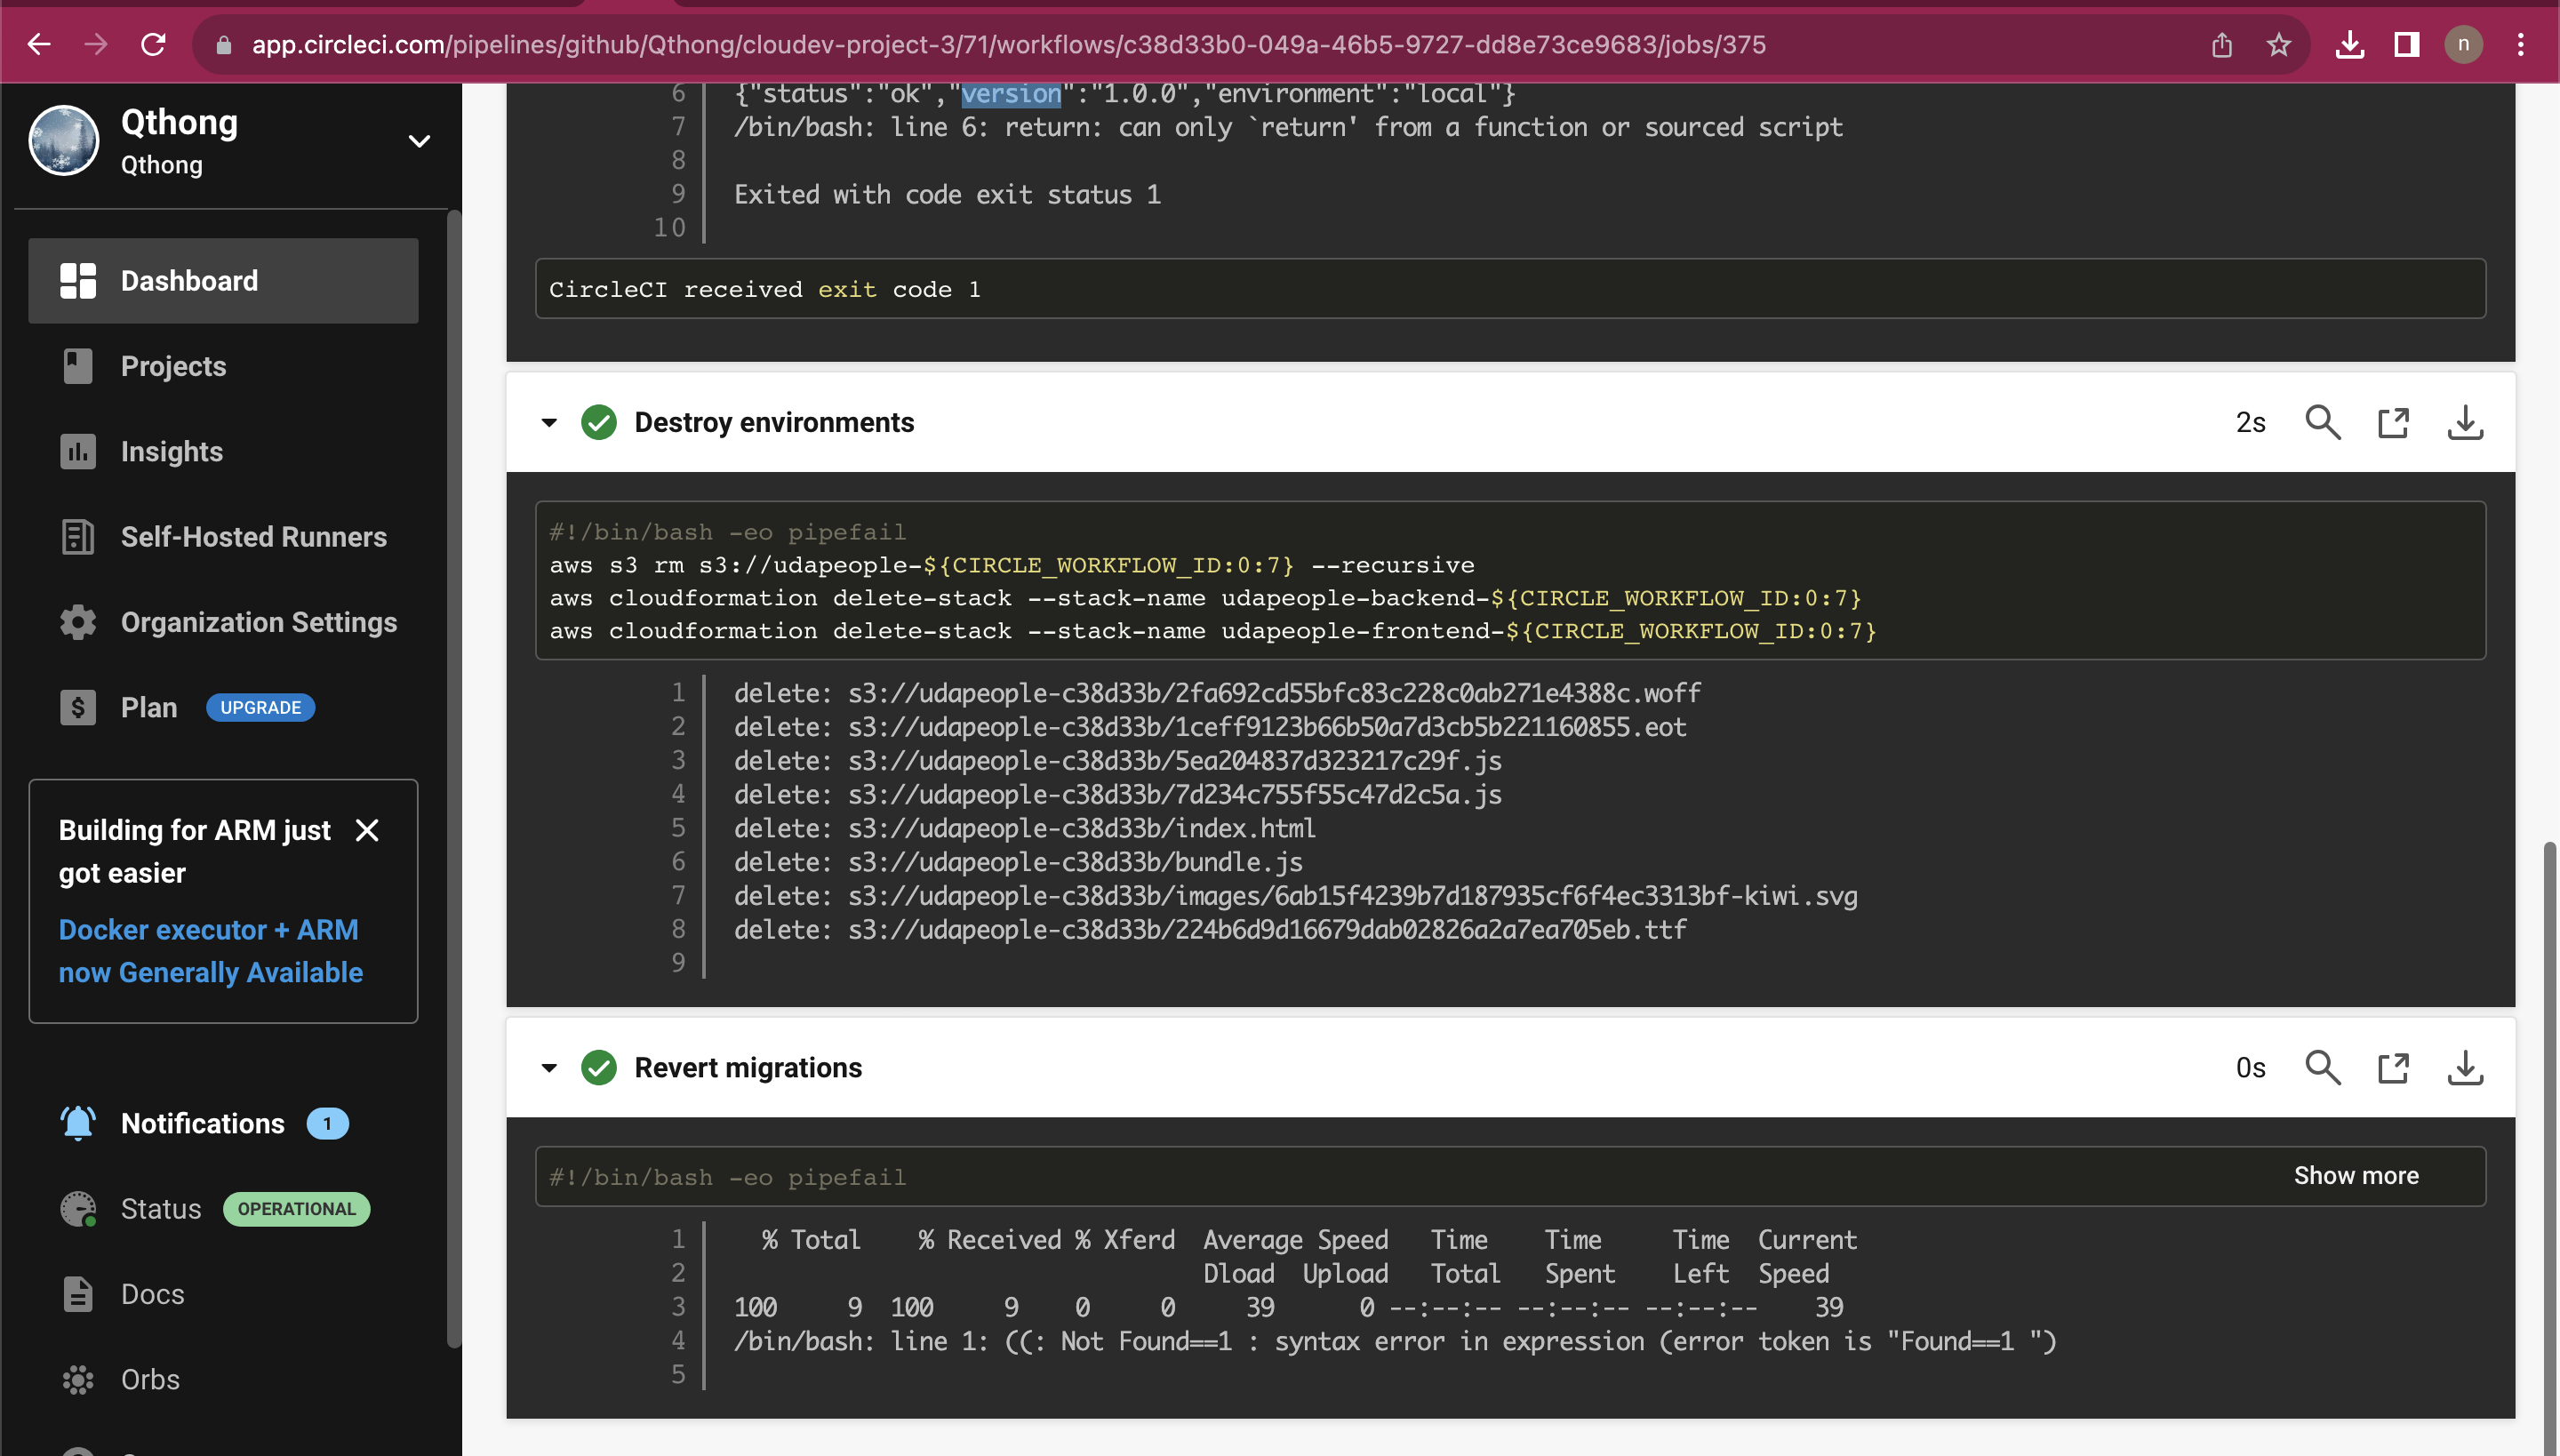 app.circleci.com/pipelines/github/Qthong/cloudev-project-3/71/workflows/c38d33b0-049a-46b5-9727-dd8e73ce9683/jobs/375
n
Qthong
Qthong
Dashboard
Projects
Insights
Self-Hosted Runners
Organization Settings
Plan UPGRADE
Building for ARM just
got easier
Docker executor + ARM
now Generally Available
Notifications 1
Status OPERATIONAL
Docs
Orbs
6 {"status":"ok","version":"1.0.0","environment":"local"}
7 /bin/bash: line 6: return: can only `return' from a function or sourced script
8
9 Exited with code exit status 1
10
CircleCI received exit code 1
Destroy environments 2s
#!/bin/bash -eo pipefail
aws s3 rm s3://udapeople-${CIRCLE_WORKFLOW_ID:0:7} --recursive
aws cloudformation delete-stack --stack-name udapeople-backend-${CIRCLE_WORKFLOW_ID:0:7}
aws cloudformation delete-stack --stack-name udapeople-frontend-${CIRCLE_WORKFLOW_ID:0:7}
1 delete: s3://udapeople-c38d33b/2fa692cd55bfc83c228c0ab271e4388c.woff
2 delete: s3://udapeople-c38d33b/1ceff9123b66b50a7d3cb5b221160855.eot
3 delete: s3://udapeople-c38d33b/5ea204837d323217c29f.js
4 delete: s3://udapeople-c38d33b/7d234c755f55c47d2c5a.js
5 delete: s3://udapeople-c38d33b/index.html
6 delete: s3://udapeople-c38d33b/bundle.js
7 delete: s3://udapeople-c38d33b/images/6ab15f4239b7d187935cf6f4ec3313bf-kiwi.svg
8 delete: s3://udapeople-c38d33b/224b6d9d16679dab02826a2a7ea705eb.ttf
9
Revert migrations 0s
#!/bin/bash -eo pipefail Show more
1 % Total % Received % Xferd Average Speed Time Time Time Current
2 Dload Upload Total Spent Left Speed
3 100 9 100 9 0 0 39 0 --:--:-- --:--:-- --:--:-- 39
4 /bin/bash: line 1: ((: Not Found==1 : syntax error in expression (error token is "Found==1 ")
5